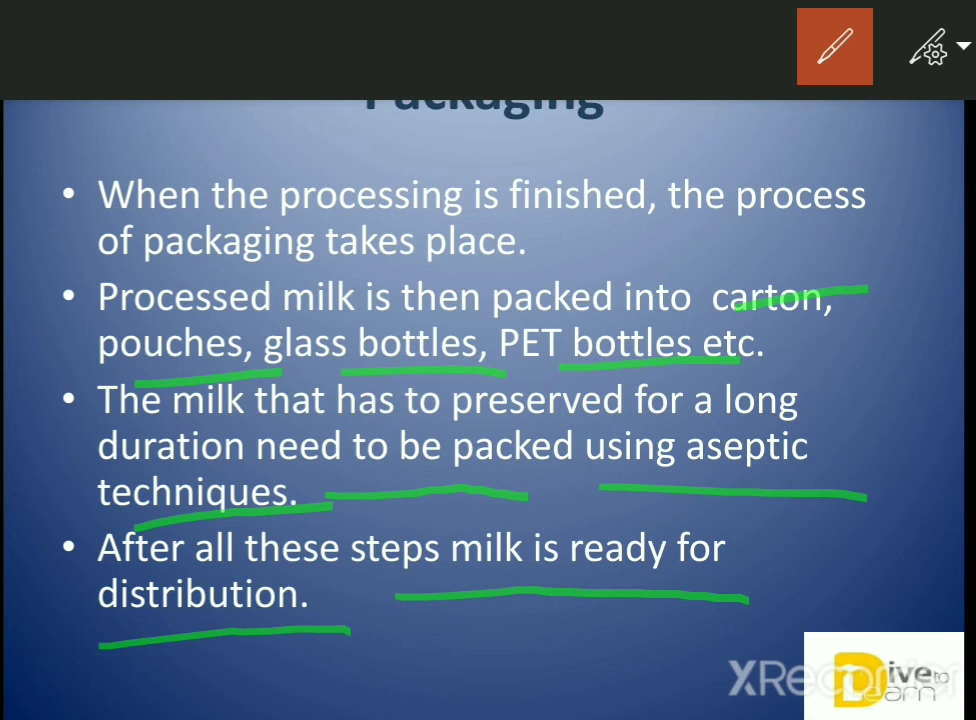 Packaging
• When the processing is finished, the process
of packaging takes place.
• Processed milk is then packed into carton,
pouches, glass bottles, PET bottles etc.
• The milk that has to preserved for a long
duration need to be packed using aseptic
techniques.
• After all these steps milk is ready for
distribution.
XRecorder
Dive to
Learn